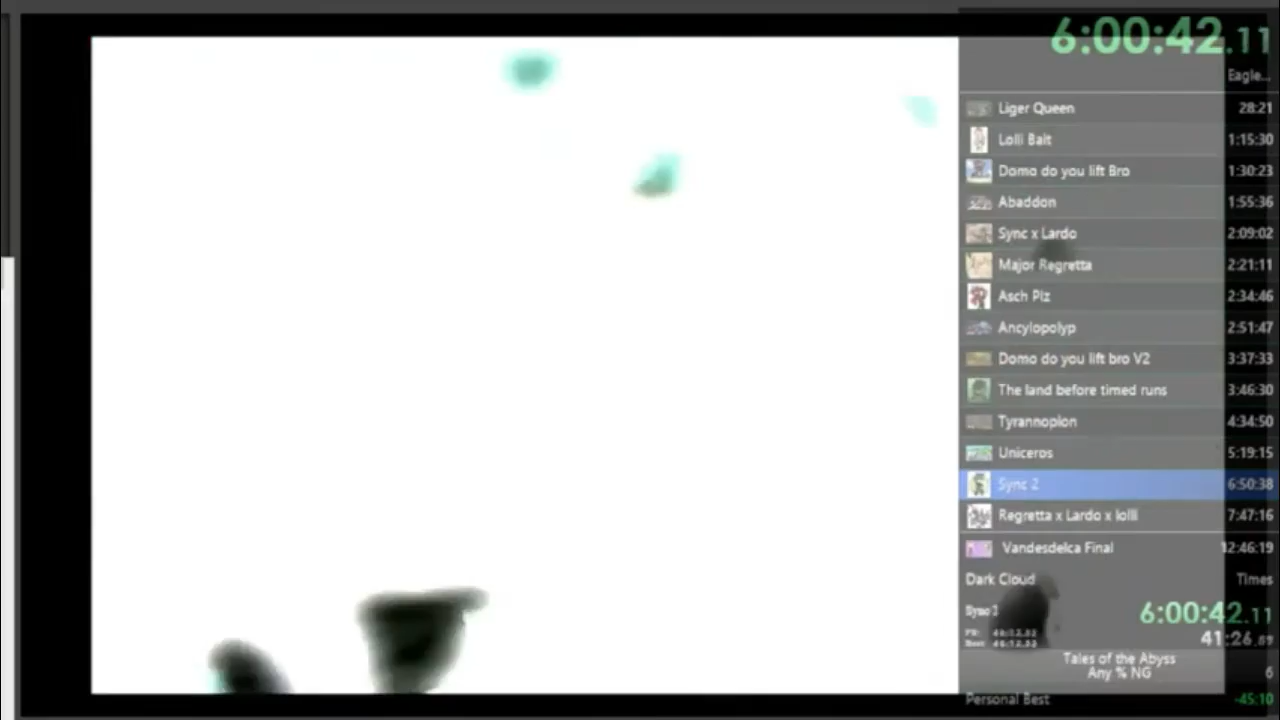 6:00:42.11
Eagle...
Liger Queen 28:21
Lolli Bait 1:15:30
Domo do you lift Bro 1:30:23
Abaddon 1:55:36
Sync x Lardo 2:09:02
Major Regretta 2:21:11
Asch Plz 2:34:46
Ancylopolyp 2:51:47
Domo do you lift bro V2 3:37:33
The land before timed runs 3:46:30
Tyrannoplon 4:34:50
Uniceros 5:19:15
Sync 2 6:50:38
Regretta x Lardo x lolli 7:47:16
Vandesdelca Final 12:46:19
Dark Cloud Times
6:00:42.11
41:26
Tales of the Abyss
Any % NG 6
Personal Best -45:10